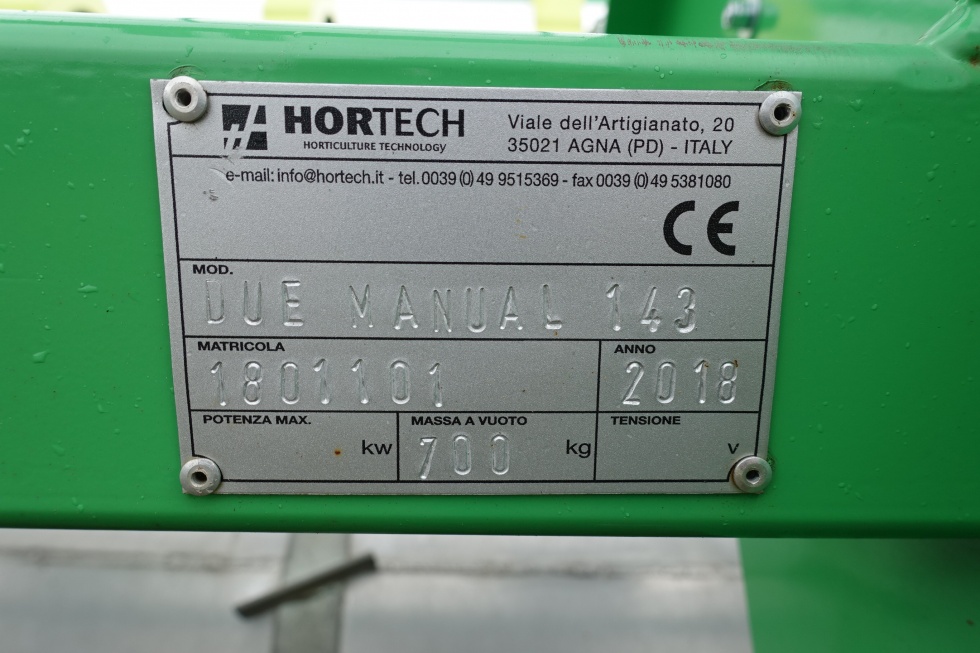 HORTECH
HORTICULTURE TECHNOLOGY
Viale dell'Artigianato, 20
35021 AGNA (PD) - ITALY
e-mail: info@hortech.it - tel. 0039 (0) 49 9515369 - fax 0039 (0) 49 5381080
CE
MOD.
DUE MANUAL 143
MATRICOLA
1801101
ANNO
2018
POTENZA MAX.
kw
MASSA A VUOTO
700 kg
TENSIONE
v